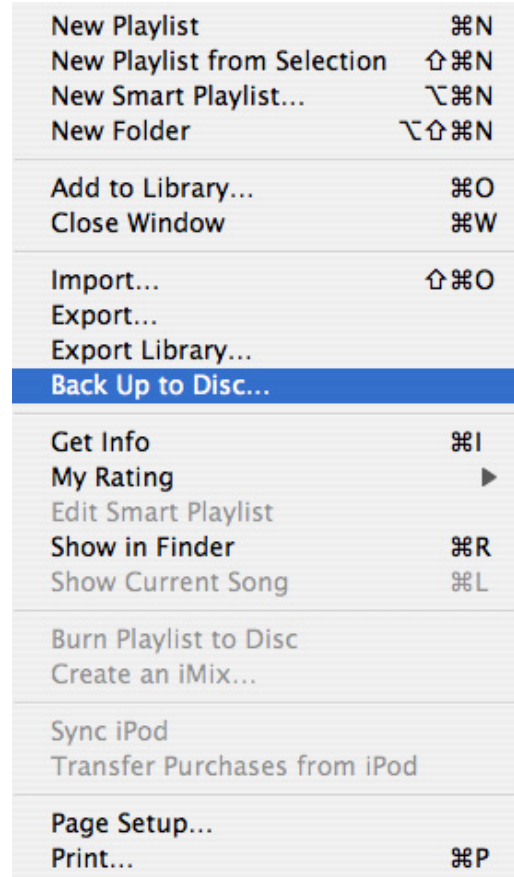 New Playlist ⌘N
New Playlist from Selection ⇧⌘N
New Smart Playlist... ⌥⌘N
New Folder ⌥⇧⌘N
Add to Library... ⌘O
Close Window ⌘W
Import... ⇧⌘O
Export...
Export Library...
Back Up to Disc...
Get Info ⌘I
My Rating ▶
Edit Smart Playlist
Show in Finder ⌘R
Show Current Song ⌘L
Burn Playlist to Disc
Create an iMix...
Sync iPod
Transfer Purchases from iPod
Page Setup...
Print... ⌘P